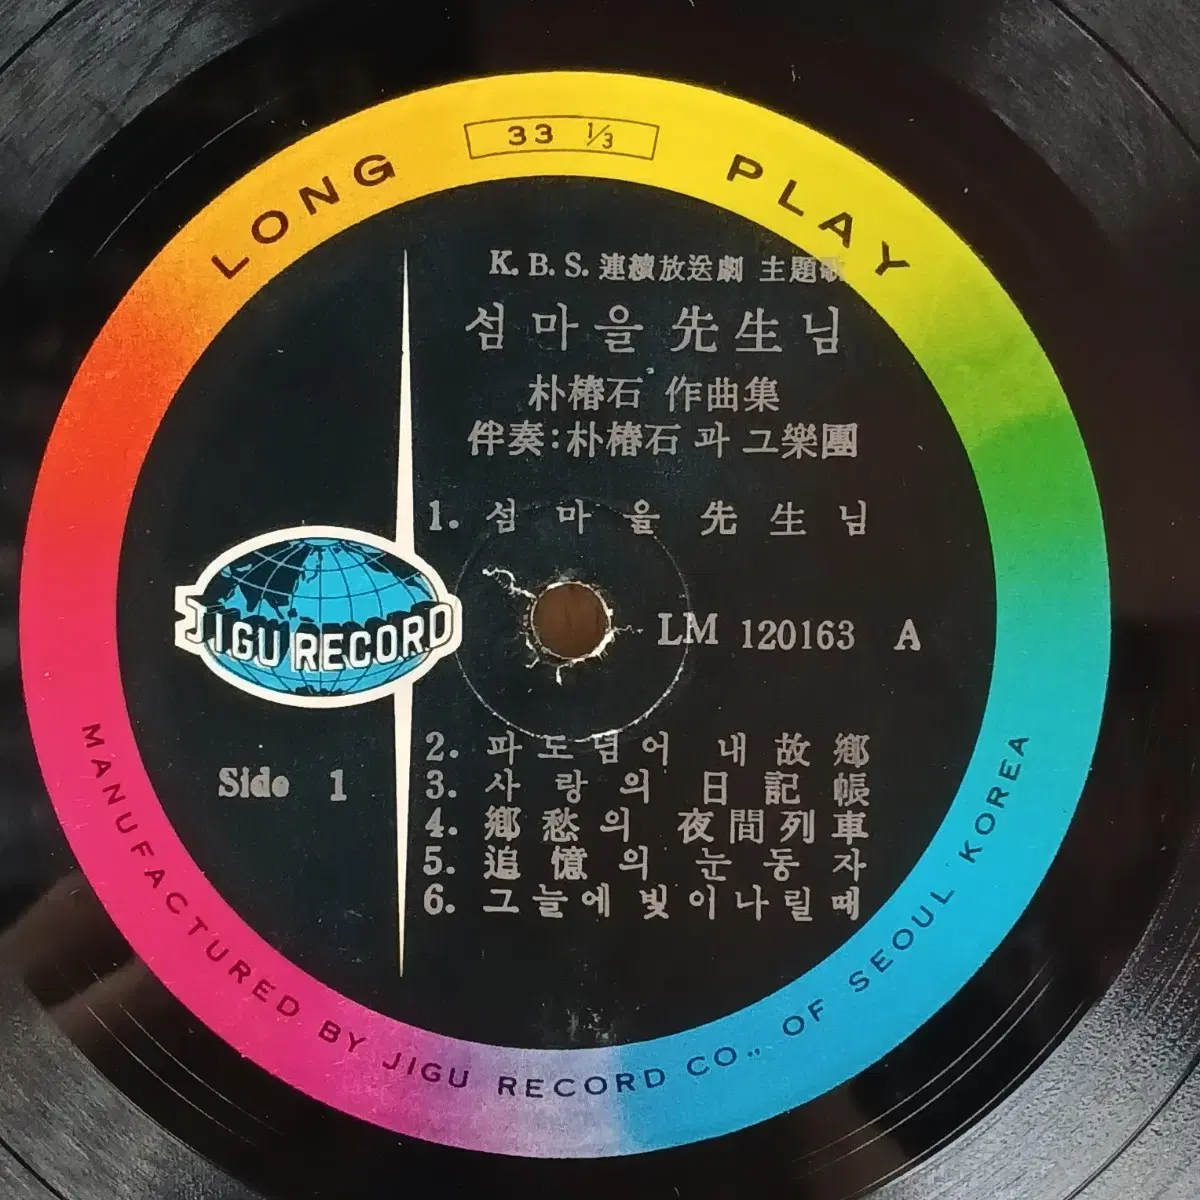 LONG PLAY
33 1/3
K. B. S. 連續放送劇 主題歌
섬마을 先生님
朴椿石 作曲集
伴奏:朴椿石 과 그樂團
1. 섬마을 先生님
JIGU RECORD
LM 120163 A
Side 1
2. 파도넘어 내故鄕
3. 사랑의 日記帳
4. 鄕愁의 夜間列車
5. 追憶의 눈동자
6. 그늘에 빛이나릴때
MANUFACTURED BY JIGU RECORD CO., OF SEOUL KOREA